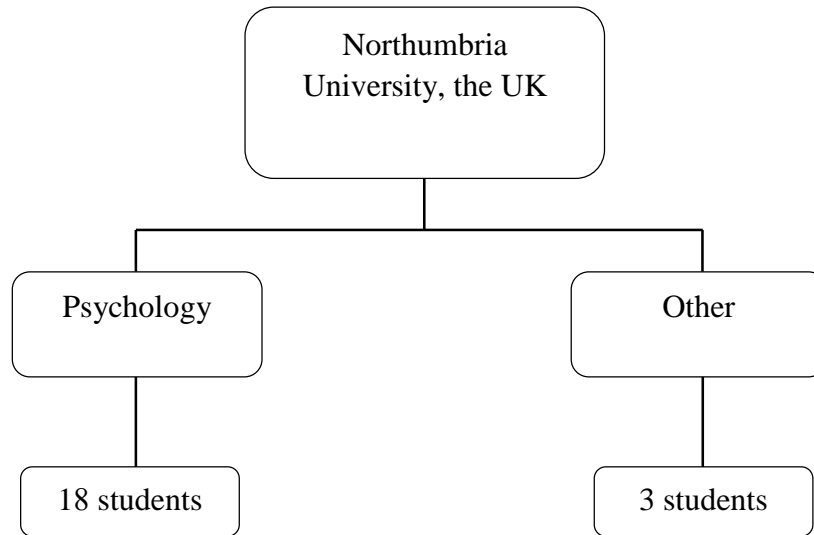 Northumbria
University, the UK
Psychology
Other
18 students
3 students